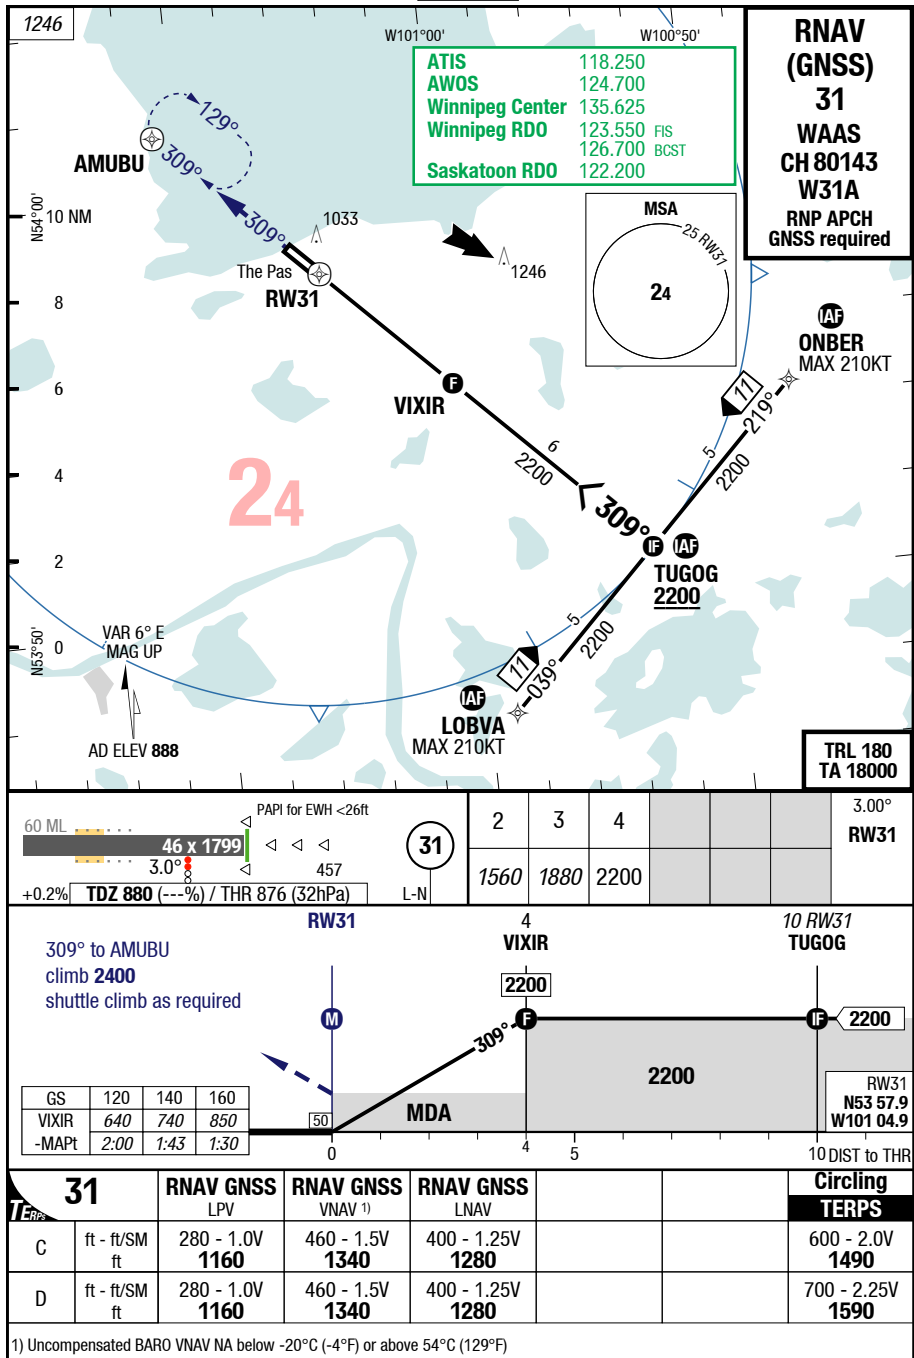 1246
W101°00'
W100°50'
RNAV
(GNSS)
31
WAAS
CH 80143
W31A
RNP APCH
GNSS required
ATIS 118.250
AWOS 124.700
Winnipeg Center 135.625
Winnipeg RDO 123.550 FIS
126.700 BCST
Saskatoon RDO 122.200
129°
AMUBU
309°
309°
N54°00'
10 NM
1033
1246
The Pas
RW31
MSA
25 RW31
24
8
IAF
ONBER
MAX 210KT
11
219°
6
F
VIXIR
6
2200
5
2200
4
24
309°
IF IAF
TUGOG
2200
2
5
2200
VAR 6° E
MAG UP
N53°50'
0
11
039°
IAF
LOBVA
MAX 210KT
AD ELEV 888
TRL 180
TA 18000
60 ML
PAPI for EWH <26ft
46 x 1799
3.0°
457
+0.2%
TDZ 880 (---%) / THR 876 (32hPa)
31
L-N
2 3 4
1560 1880 2200
3.00°
RW31
RW31
4
VIXIR
10 RW31
TUGOG
309° to AMUBU
climb 2400
shuttle climb as required
2200
M
F
IF
2200
309°
2200
MDA
50
RW31
N53 57.9
W101 04.9
GS 120 140 160
VIXIR 640 740 850
-MAPt 2:00 1:43 1:30
0 4 5 10 DIST to THR
TERPS
31
RNAV GNSS LPV
RNAV GNSS VNAV 1)
RNAV GNSS LNAV
Circling
TERPS
C ft - ft/SM 280 - 1.0V 460 - 1.5V 400 - 1.25V 600 - 2.0V
ft 1160 1340 1280 1490
D ft - ft/SM 280 - 1.0V 460 - 1.5V 400 - 1.25V 700 - 2.25V
ft 1160 1340 1280 1590
1) Uncompensated BARO VNAV NA below -20°C (-4°F) or above 54°C (129°F)